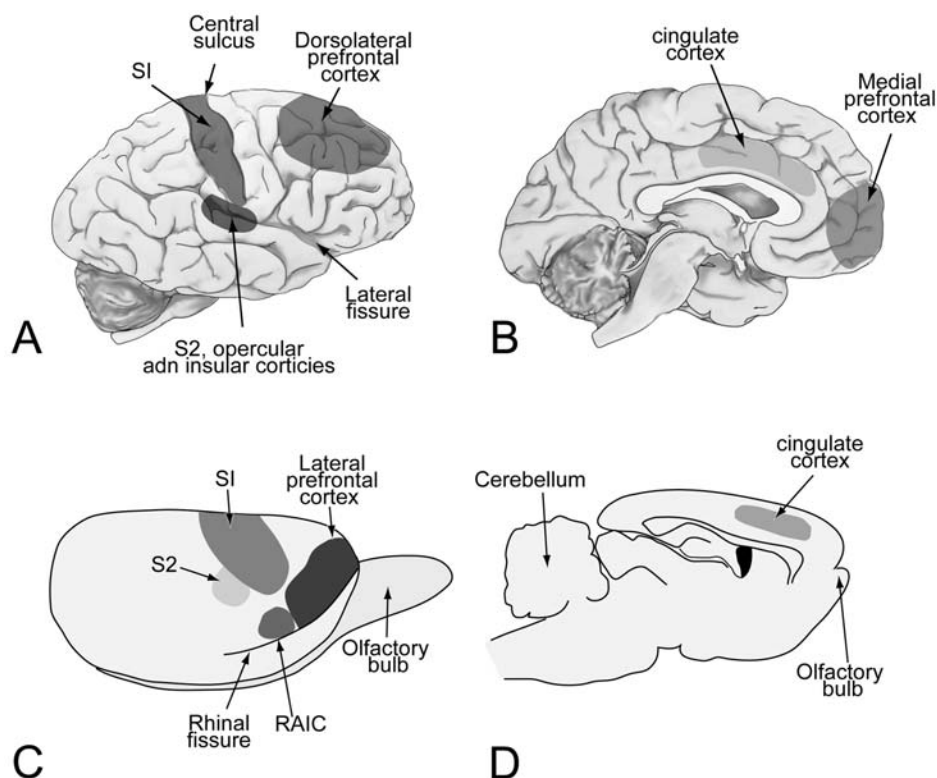 Central
sulcus
SI
Dorsolateral
prefrontal
cortex
Lateral
fissure
S2, opercular
adn insular corticies
A
cingulate
cortex
Medial
prefrontal
cortex
B
SI
Lateral
prefrontal
cortex
S2
Olfactory
bulb
Rhinal
fissure
RAIC
C
cingulate
cortex
Cerebellum
Olfactory
bulb
D